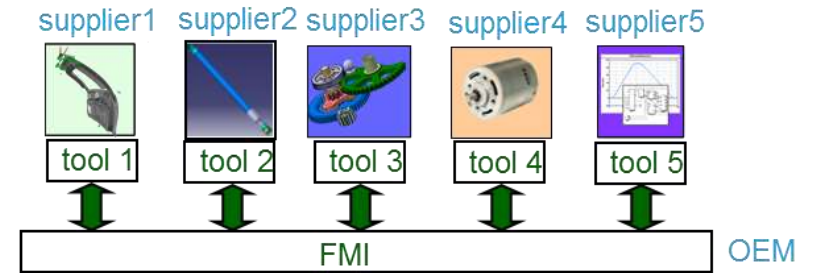 supplier1 supplier2 supplier3 supplier4 supplier5
tool 1 tool 2 tool 3 tool 4 tool 5
FMI OEM